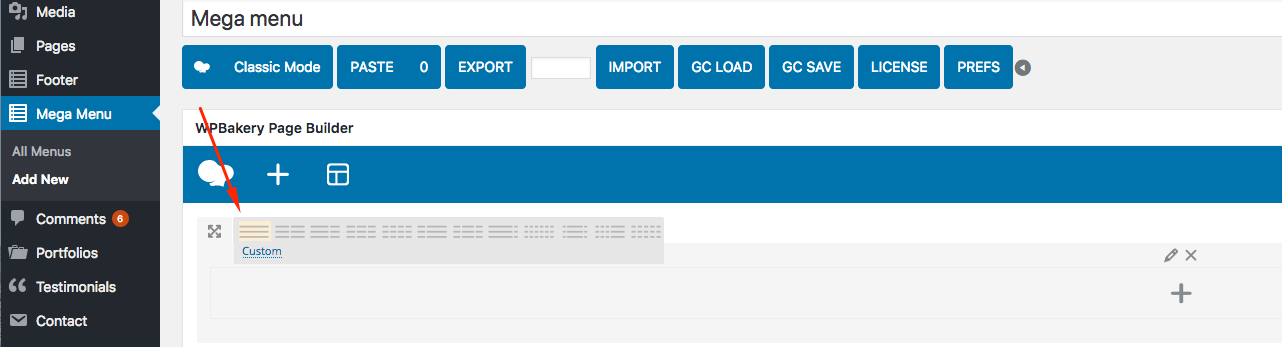 Media
Pages
Footer
Mega Menu
All Menus
Add New
Comments 6
Portfolios
Testimonials
Contact
Mega menu
Classic Mode PASTE 0 EXPORT IMPORT GC LOAD GC SAVE LICENSE PREFS
WPBakery Page Builder
Custom